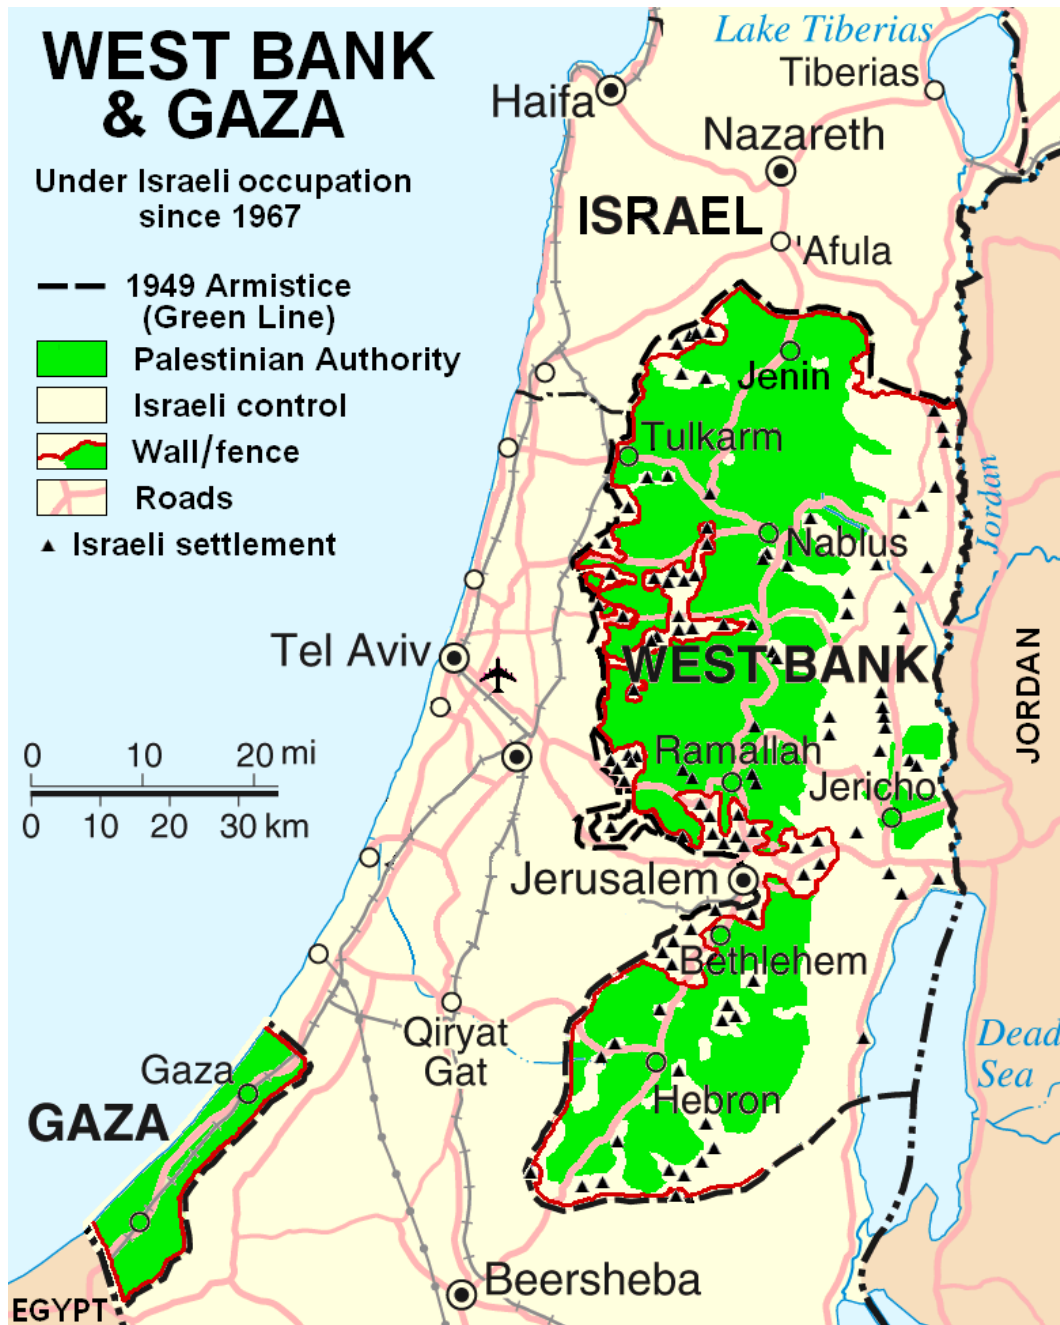 WEST BANK
& GAZA
Under Israeli occupation
since 1967
1949 Armistice
(Green Line)
Palestinian Authority
Israeli control
Wall/fence
Roads
Israeli settlement
Lake Tiberias
Tiberias
Haifa
Nazareth
ISRAEL
'Afula
Jenin
Tulkarm
Jordan
Nablus
Tel Aviv
WEST BANK
JORDAN
0 10 20 mi
0 10 20 30 km
Ramallah
Jericho
Jerusalem
Bethlehem
Qiryat
Gat
Dead
Sea
Gaza
GAZA
Hebron
Beersheba
EGYPT